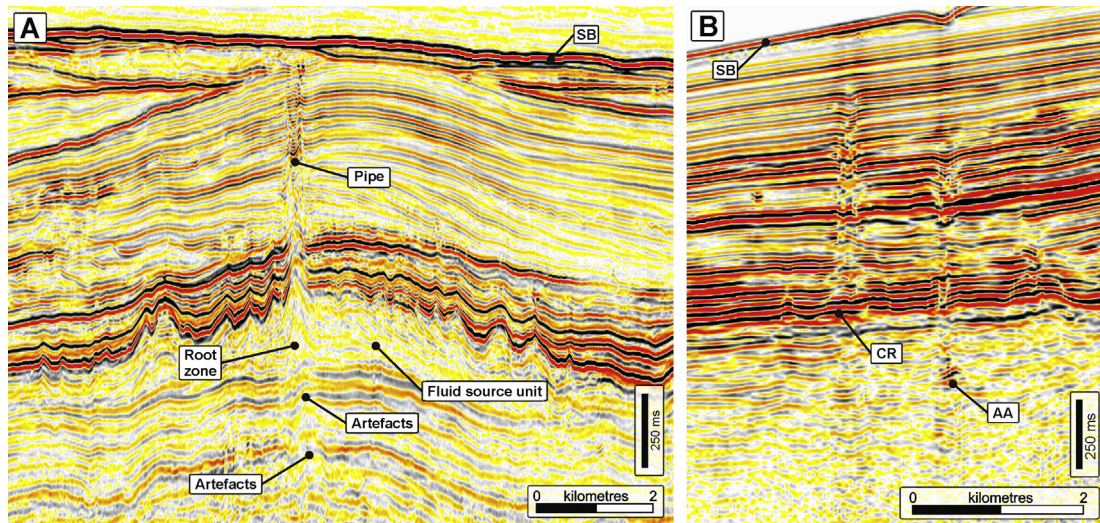 A
SB
Pipe
Root
zone
Fluid source unit
Artefacts
Artefacts
250 ms
0 kilometres 2
B
SB
CR
AA
250 ms
0 kilometres 2